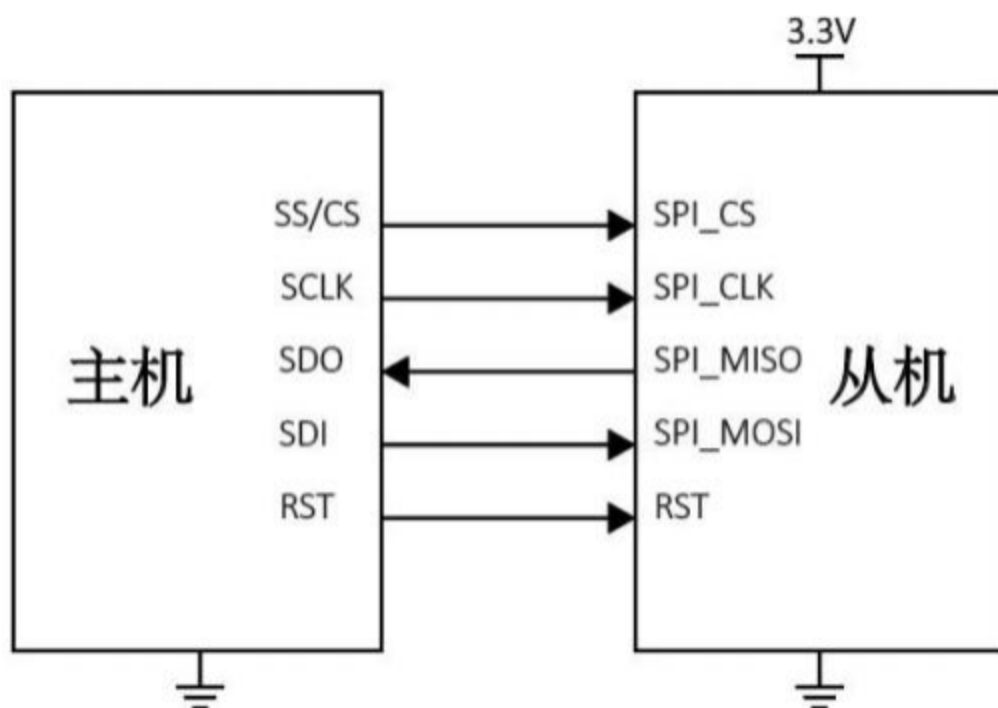 3.3V
SS/CS
SPI_CS
SCLK
SPI_CLK
主机
SDO
SPI_MISO
从机
SDI
SPI_MOSI
RST
RST